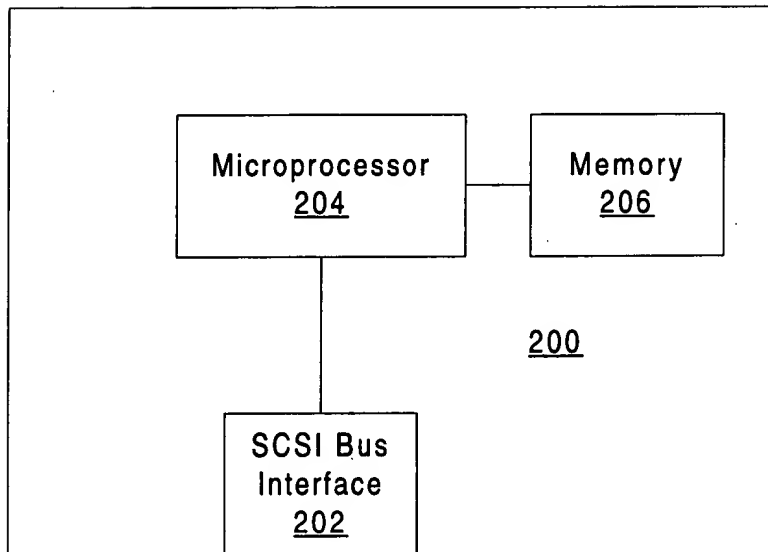 Microprocessor
204
Memory
206
200
SCSI Bus
Interface
202